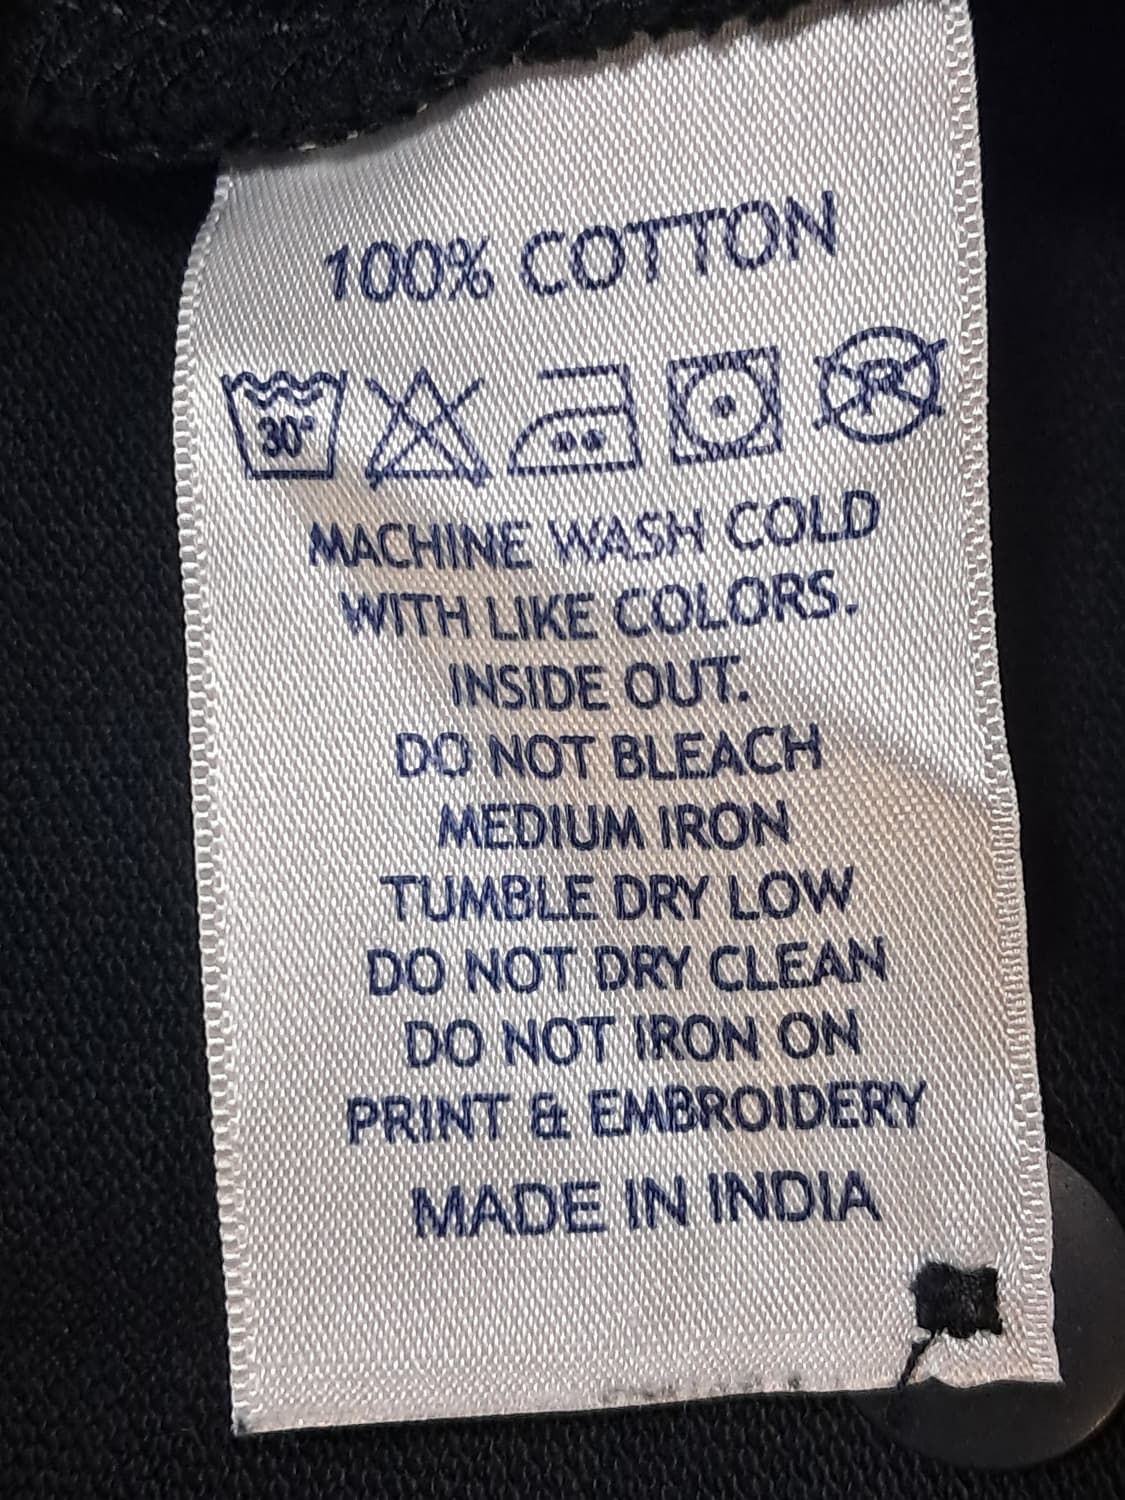 100% COTTON
30°
MACHINE WASH COLD
WITH LIKE COLORS.
INSIDE OUT.
DO NOT BLEACH
MEDIUM IRON
TUMBLE DRY LOW
DO NOT DRY CLEAN
DO NOT IRON ON
PRINT & EMBROIDERY
MADE IN INDIA